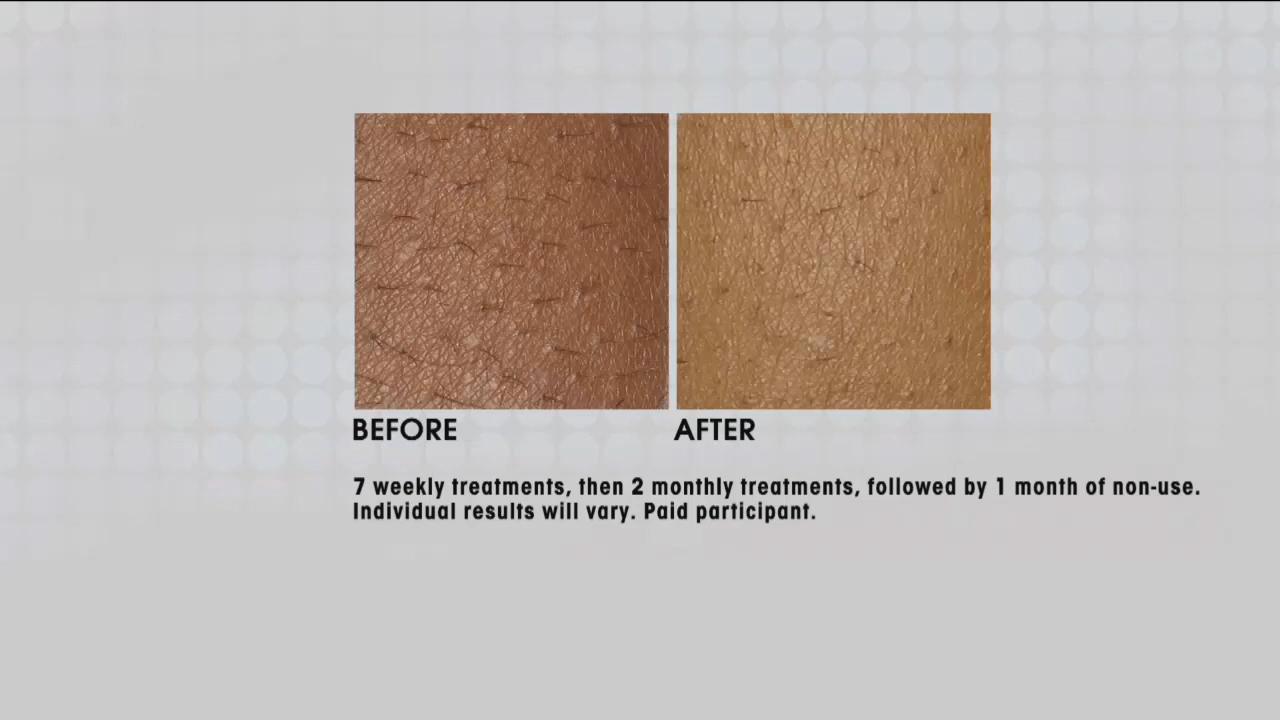 BEFORE AFTER
7 weekly treatments, then 2 monthly treatments, followed by 1 month of non-use.
Individual results will vary. Paid participant.